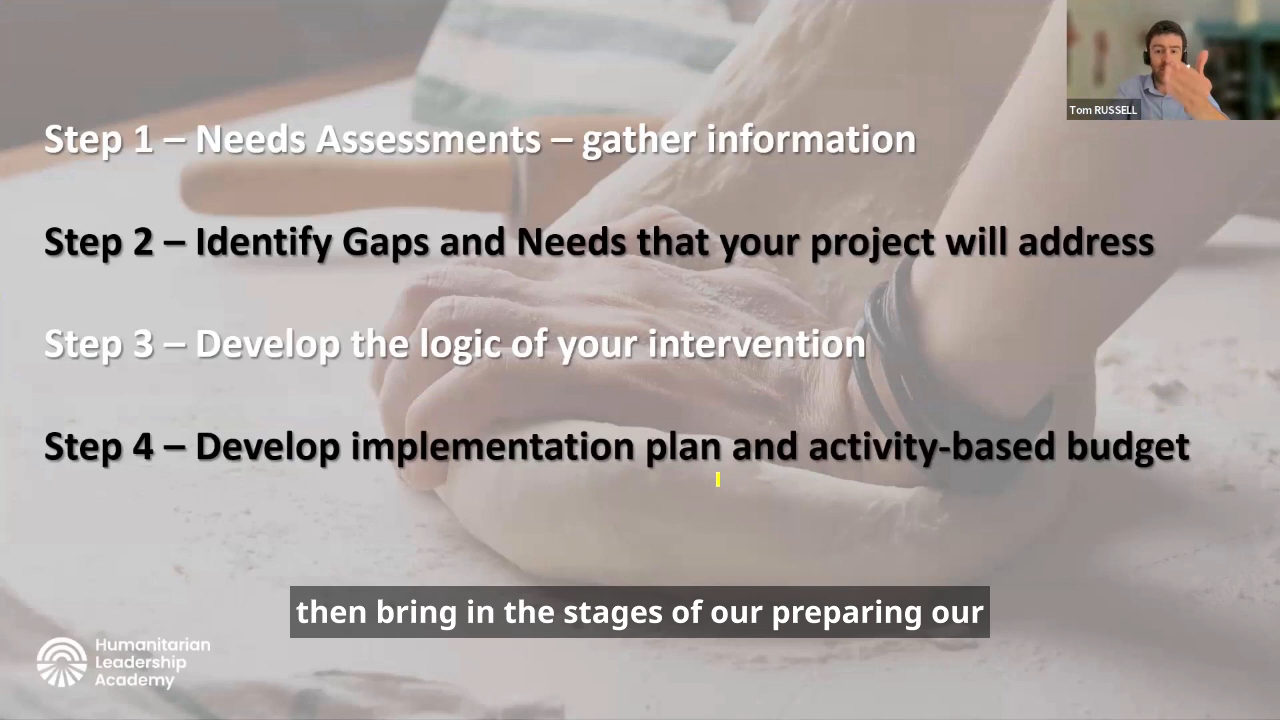 Tom RUSSELL
Step 1 – Needs Assessments – gather information
Step 2 – Identify Gaps and Needs that your project will address
Step 3 – Develop the logic of your intervention
Step 4 – Develop implementation plan and activity-based budget
then bring in the stages of our preparing our
Humanitarian
Leadership
Academy